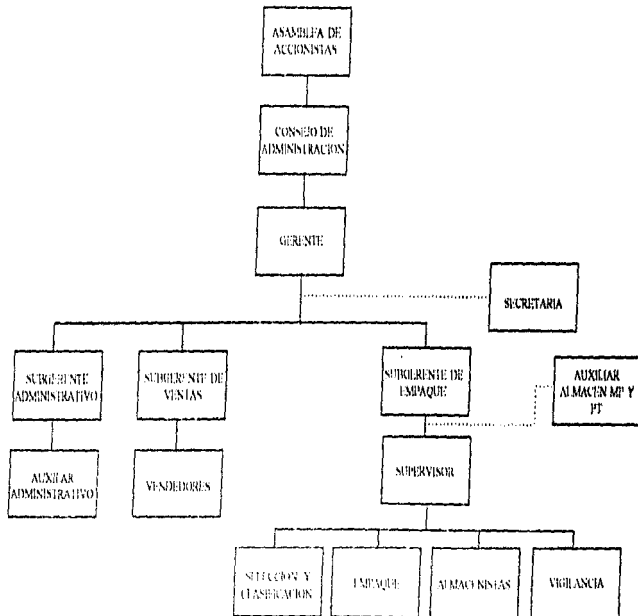 ASAMBLEA DE
ACCIONISTAS
CONSEJO DE
ADMINISTRACION
GERENTE
SECRETARIA
SUBGERENTE
ADMINISTRATIVO
SUBGERENTE DE
VENTAS
SUBGERENTE DE
EMPAQUE
AUXILIAR
ALMACEN MP Y
PT
AUXILAR
ADMINISTRATIVO
VENDEDORES
SUPERVISOR
SELECCION Y
CLASIFICACION
EMPAQUE
ALMACENISTAS
VIGILANCIA